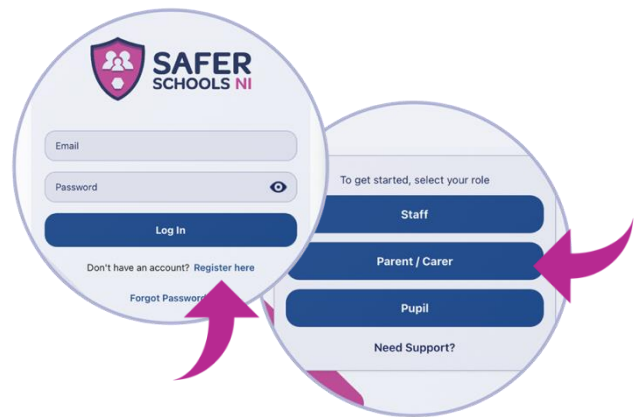 SAFER
SCHOOLS NI
Email
Password
Log In
Don't have an account? Register here
Forgot Password
To get started, select your role
Staff
Parent / Carer
Pupil
Need Support?